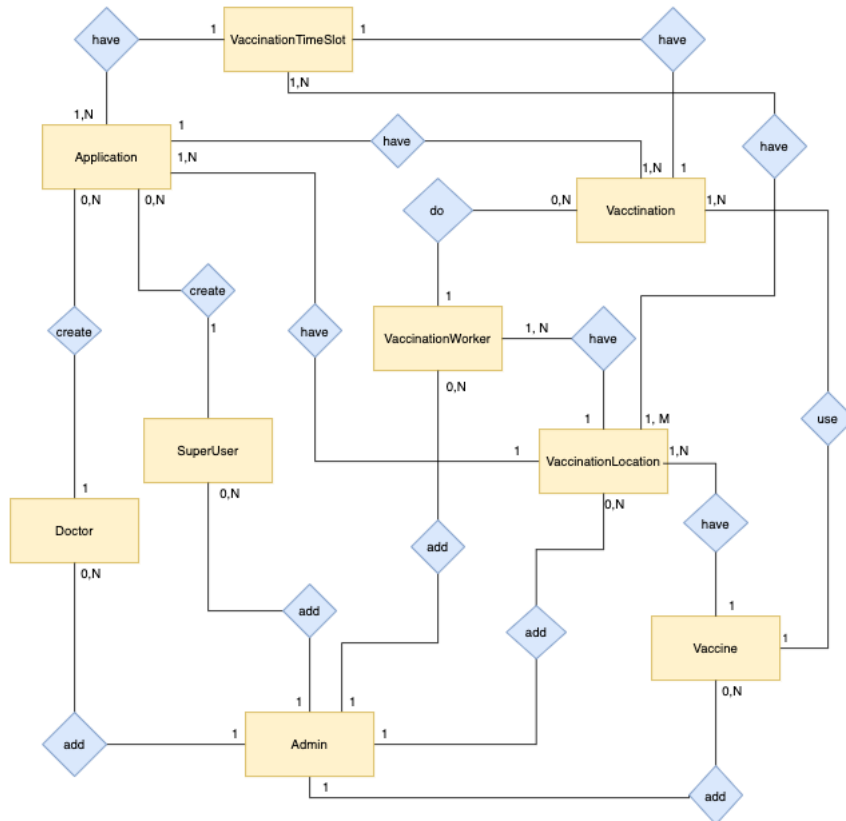 have
1
VaccinationTimeSlot
1
have
1,N
1,N
1
Application
1
have
1,N
1
have
1,N
0,N
0,N
do
0,N
Vacctination
1,N
create
create
1
1
have
VaccinationWorker
1, N
have
0,N
1
1, M
use
SuperUser
1
VaccinationLocation
1,N
0,N
0,N
1
Doctor
0,N
have
add
add
add
1
Vaccine
1
0,N
1
1
add
1
Admin
1
1
add